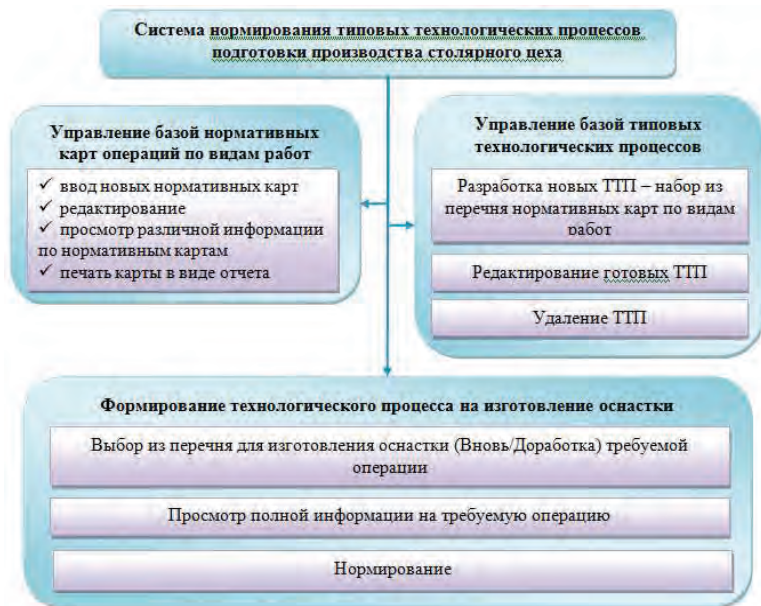 Система нормирования типовых технологических процессов
подготовки производства столярного цеха
Управление базой нормативных
карт операций по видам работ
✓ ввод новых нормативных карт
✓ редактирование
✓ просмотр различной информации
по нормативным картам
✓ печать карты в виде отчета
Управление базой типовых
технологических процессов
Разработка новых ТТП – набор из
перечня нормативных карт по видам
работ
Редактирование готовых ТТП
Удаление ТТП
Формирование технологического процесса на изготовление оснастки
Выбор из перечня для изготовления оснастки (Вновь/Доработка) требуемой
операции
Просмотр полной информации на требуемую операцию
Нормирование